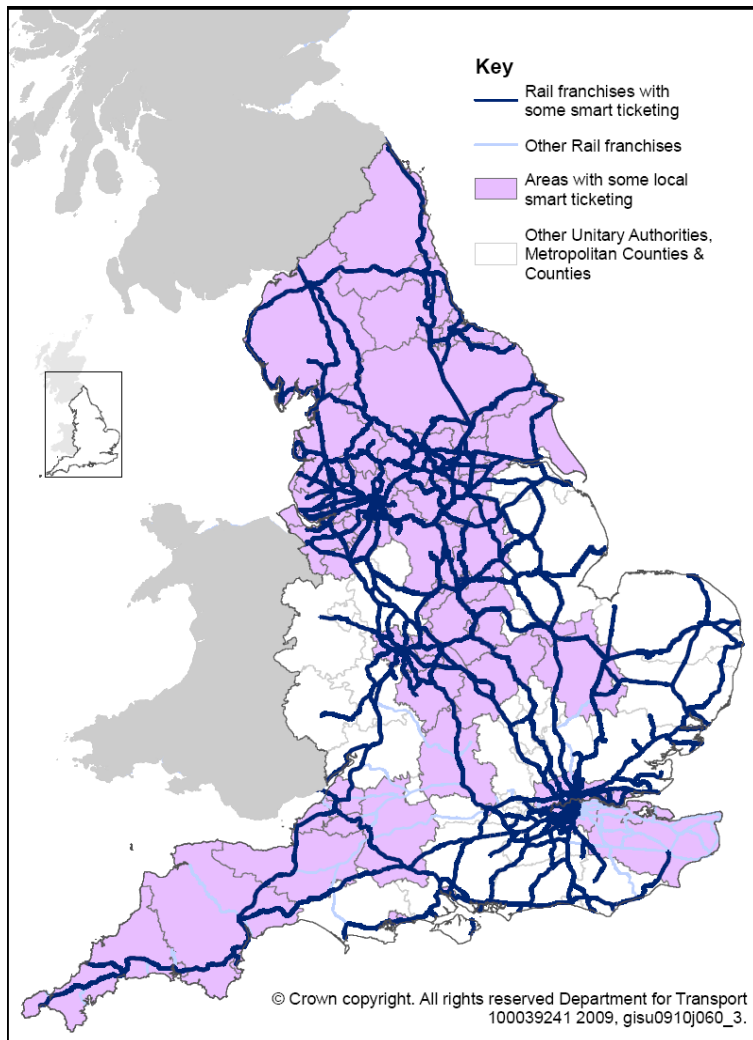 Key
Rail franchises with
some smart ticketing
Other Rail franchises
Areas with some local
smart ticketing
Other Unitary Authorities,
Metropolitan Counties &
Counties
© Crown copyright. All rights reserved Department for Transport
100039241 2009, gisu0910j060_3.